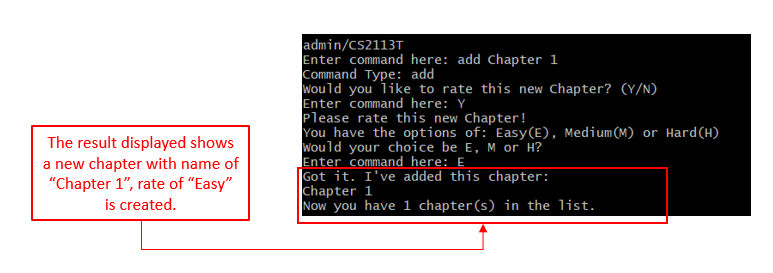 The result displayed shows
a new chapter with name of
“Chapter 1”, rate of “Easy”
is created.
admin/CS2113T
Enter command here: add Chapter 1
Command Type: add
Would you like to rate this new Chapter? (Y/N)
Enter command here: Y
Please rate this new Chapter!
You have the options of: Easy(E), Medium(M) or Hard(H)
Would your choice be E, M or H?
Enter command here: E
Got it. I've added this chapter:
Chapter 1
Now you have 1 chapter(s) in the list.